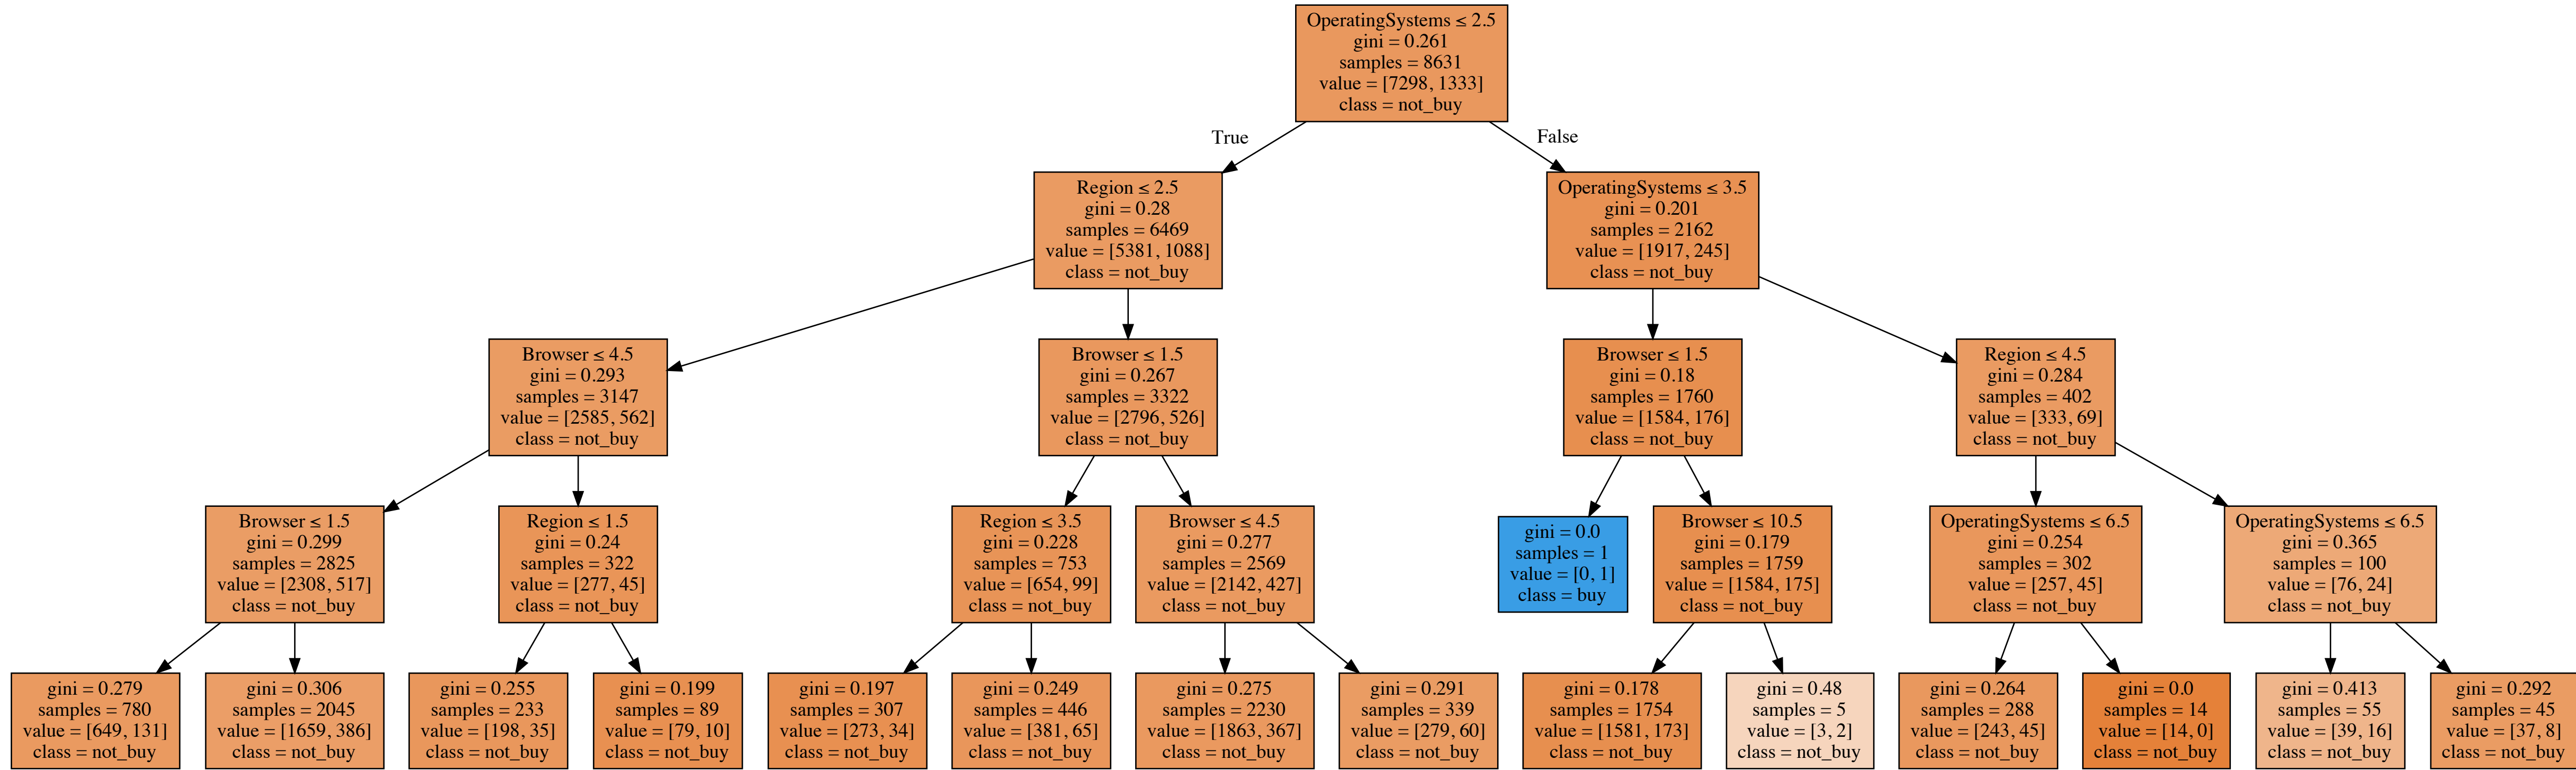 OperatingSystems ≤ 2.5
gini = 0.261
samples = 8631
value = [7298, 1333]
class = not_buy
True
False
Region ≤ 2.5
gini = 0.28
samples = 6469
value = [5381, 1088]
class = not_buy
OperatingSystems ≤ 3.5
gini = 0.201
samples = 2162
value = [1917, 245]
class = not_buy
Browser ≤ 4.5
gini = 0.293
samples = 3147
value = [2585, 562]
class = not_buy
Browser ≤ 1.5
gini = 0.267
samples = 3322
value = [2796, 526]
class = not_buy
Browser ≤ 1.5
gini = 0.18
samples = 1760
value = [1584, 176]
class = not_buy
Region ≤ 4.5
gini = 0.284
samples = 402
value = [333, 69]
class = not_buy
Browser ≤ 1.5
gini = 0.299
samples = 2825
value = [2308, 517]
class = not_buy
Region ≤ 1.5
gini = 0.24
samples = 322
value = [277, 45]
class = not_buy
Region ≤ 3.5
gini = 0.228
samples = 753
value = [654, 99]
class = not_buy
Browser ≤ 4.5
gini = 0.277
samples = 2569
value = [2142, 427]
class = not_buy
gini = 0.0
samples = 1
value = [0, 1]
class = buy
Browser ≤ 10.5
gini = 0.179
samples = 1759
value = [1584, 175]
class = not_buy
OperatingSystems ≤ 6.5
gini = 0.254
samples = 302
value = [257, 45]
class = not_buy
OperatingSystems ≤ 6.5
gini = 0.365
samples = 100
value = [76, 24]
class = not_buy
gini = 0.279
samples = 780
value = [649, 131]
class = not_buy
gini = 0.306
samples = 2045
value = [1659, 386]
class = not_buy
gini = 0.255
samples = 233
value = [198, 35]
class = not_buy
gini = 0.199
samples = 89
value = [79, 10]
class = not_buy
gini = 0.197
samples = 307
value = [273, 34]
class = not_buy
gini = 0.249
samples = 446
value = [381, 65]
class = not_buy
gini = 0.275
samples = 2230
value = [1863, 367]
class = not_buy
gini = 0.291
samples = 339
value = [279, 60]
class = not_buy
gini = 0.178
samples = 1754
value = [1581, 173]
class = not_buy
gini = 0.48
samples = 5
value = [3, 2]
class = not_buy
gini = 0.264
samples = 288
value = [243, 45]
class = not_buy
gini = 0.0
samples = 14
value = [14, 0]
class = not_buy
gini = 0.413
samples = 55
value = [39, 16]
class = not_buy
gini = 0.292
samples = 45
value = [37, 8]
class = not_buy